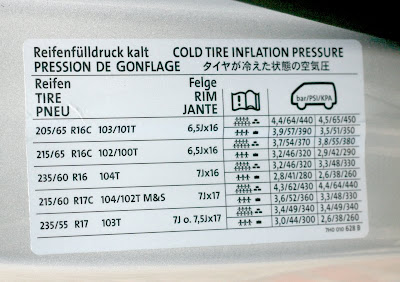 Reifenfülldruck kalt COLD TIRE INFLATION PRESSURE
PRESSION DE GONFLAGE タイヤが冷えた状態の空気圧
Reifen Felge
TIRE RIM
PNEU JANTE bar/PSI/KPA
4,4/64/440 4,5/65/450
205/65 R16C 103/101T 6,5Jx16 3,9/57/390 3,5/51/350
3,7/54/370 3,8/55/380
215/65 R16C 102/100T 6,5Jx16 3,2/46/320 2,9/42/290
3,2/46/320 3,3/48/330
235/60 R16 104T 7Jx16 2,8/41/280 2,6/38/260
4,3/62/430 4,4/64/440
215/60 R17C 104/102T M&S 7Jx17 3,6/52/360 3,3/48/330
3,4/49/340 3,4/49/340
235/55 R17 103T 7J o. 7,5Jx17 3,0/44/300 2,6/38/260
7H0 010 628 B